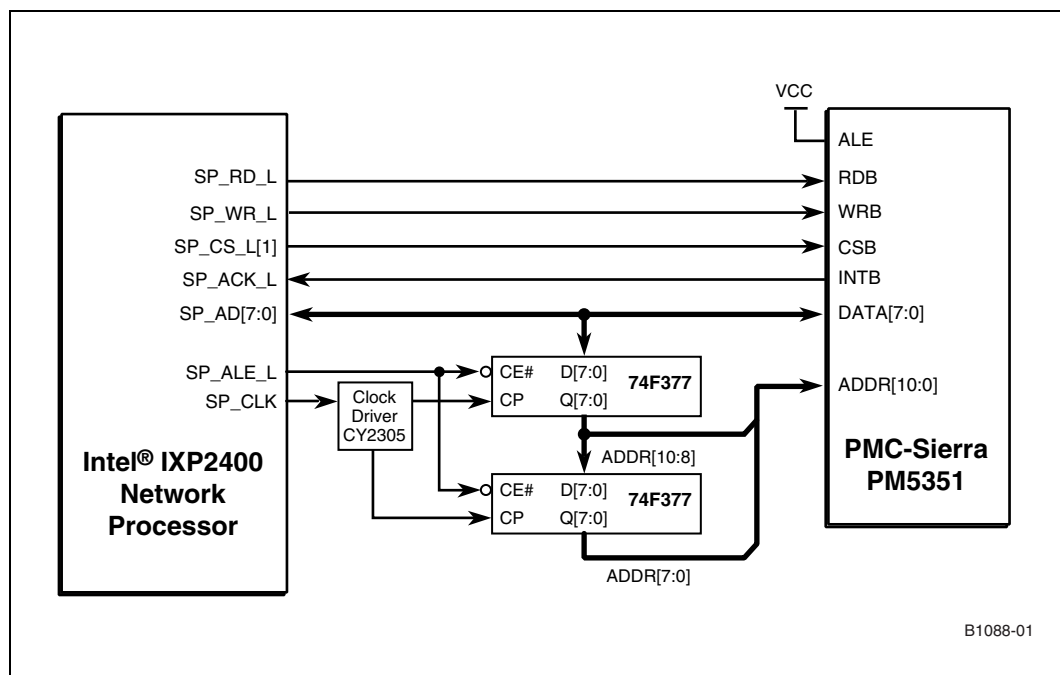 VCC
ALE
SP_RD_L
RDB
SP_WR_L
WRB
SP_CS_L[1]
CSB
SP_ACK_L
INTB
SP_AD[7:0]
DATA[7:0]
SP_ALE_L
CE# D[7:0] 74F377
CP Q[7:0]
SP_CLK
Clock
Driver
CY2305
ADDR[10:0]
ADDR[10:8]
CE# D[7:0] 74F377
CP Q[7:0]
ADDR[7:0]
Intel® IXP2400
Network
Processor
PMC-Sierra
PM5351
B1088-01